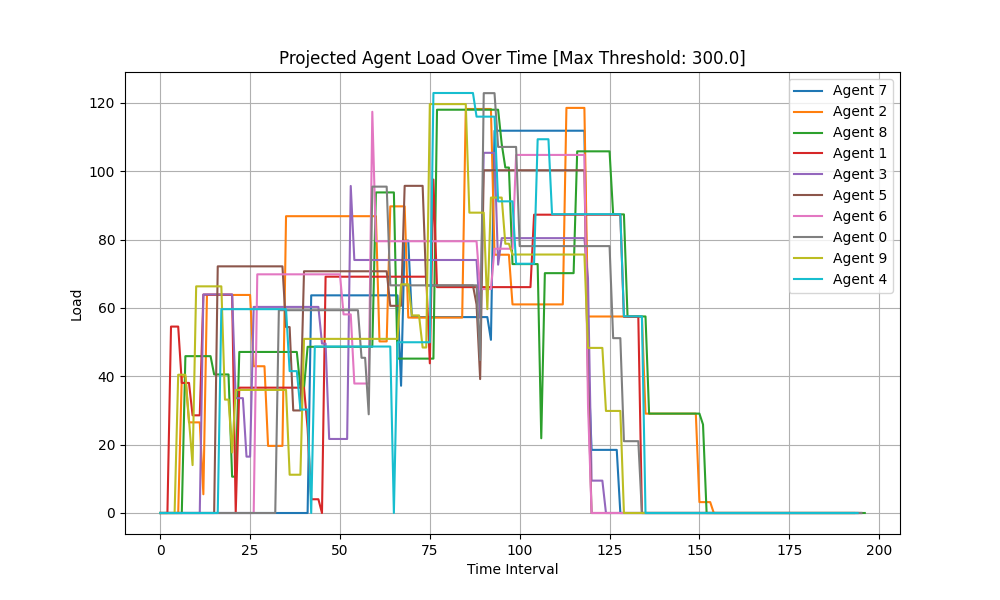 Projected Agent Load Over Time [Max Threshold: 300.0]
Load
120
100
80
60
40
20
0
0 25 50 75 100 125 150 175 200
Time Interval
Agent 7
Agent 2
Agent 8
Agent 1
Agent 3
Agent 5
Agent 6
Agent 0
Agent 9
Agent 4